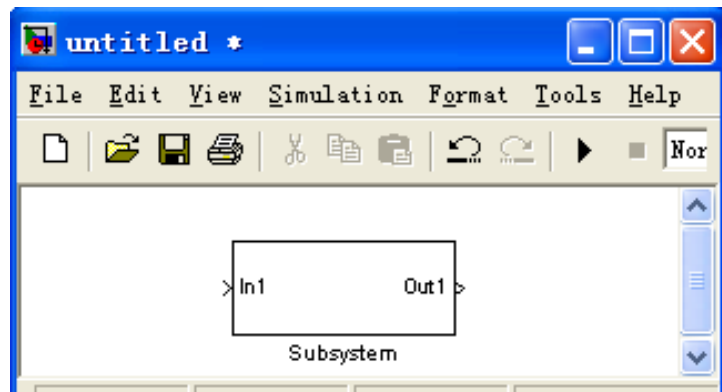 untitled *
File Edit View Simulation Format Tools Help
Nor
In1 Out1
Subsystem